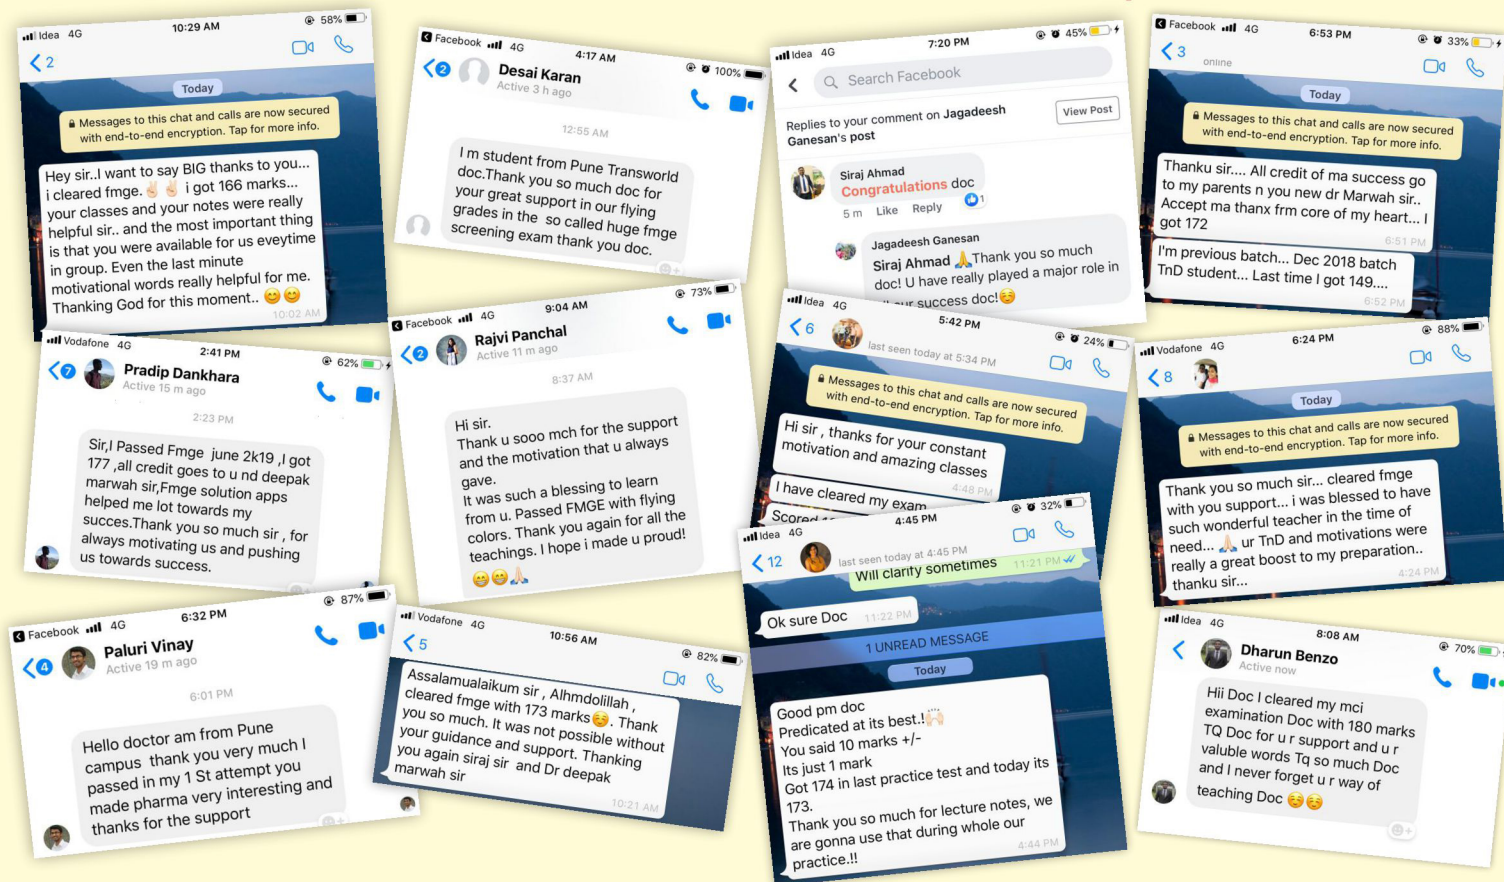 Idea 4G 10:29 AM 58%
2
Today
Messages to this chat and calls are now secured
with end-to-end encryption. Tap for more info.
Hey sir..I want to say BIG thanks to you...
i cleared fmge.✌🏻✌🏻 i got 166 marks...
your classes and your notes were really
helpful sir.. and the most important thing
is that you were available for us eveytime
in group. Even the last minute
motivational words really helpful for me.
Thanking God for this moment.. 😊😊
10:02 AM
Facebook 4G 4:17 AM 100%
2 Desai Karan
Active 3 h ago
12:55 AM
I m student from Pune Transworld
doc.Thank you so much doc for
your great support in our flying
grades in the so called huge fmge
screening exam thank you doc.
Idea 4G 7:20 PM 45%
Search Facebook
Replies to your comment on Jagadeesh
Ganesan's post
View Post
Siraj Ahmad
Congratulations doc
5 m Like Reply 1
Jagadeesh Ganesan
Siraj Ahmad 🙏Thank you so much
doc! U have really played a major role in
our success doc!☺️
Facebook 4G 6:53 PM 33%
3
online
Today
Messages to this chat and calls are now secured
with end-to-end encryption. Tap for more info.
Thanku sir.... All credit of ma success go
to my parents n you new dr Marwah sir..
Accept ma thanx frm core of my heart... I
got 172
6:51 PM
I'm previous batch... Dec 2018 batch
TnD student... Last time I got 149....
6:52 PM
Vodafone 4G 2:41 PM 62%
7 Pradip Dankhara
Active 15 m ago
2:23 PM
Sir,I Passed Fmge june 2k19 ,I got
177 ,all credit goes to u nd deepak
marwah sir,Fmge solution apps
helped me lot towards my
succes.Thank you so much sir , for
always motivating us and pushing
us towards success.
Facebook 4G 9:04 AM 73%
2 Rajvi Panchal
Active 11 m ago
8:37 AM
Hi sir.
Thank u sooo mch for the support
and the motivation that u always
gave.
It was such a blessing to learn
from u. Passed FMGE with flying
colors. Thank you again for all the
teachings. I hope i made u proud!
😁😁🙏🏻
Idea 4G 5:42 PM 24%
6
last seen today at 5:34 PM
Messages to this chat and calls are now secured
with end-to-end encryption. Tap for more info.
Hi sir , thanks for your constant
motivation and amazing classes
4:48 PM
I have cleared my exam
Scored
Vodafone 4G 6:24 PM 88%
8
Today
Messages to this chat and calls are now secured
with end-to-end encryption. Tap for more info.
Thank you so much sir... cleared fmge
with you support... i was blessed to have
such wonderful teacher in the time of
need... 🙏 ur TnD and motivations were
really a great boost to my preparation..
thanku sir...
4:24 PM
Facebook 4G 6:32 PM 87%
4 Paluri Vinay
Active 19 m ago
6:01 PM
Hello doctor am from Pune
campus thank you very much I
passed in my 1 St attempt you
made pharma very interesting and
thanks for the support
Vodafone 4G 10:56 AM 82%
5
Assalamualaikum sir , Alhmdolillah ,
cleared fmge with 173 marks☺️. Thank
you so much. It was not possible without
your guidance and support. Thanking
you again siraj sir and Dr deepak
marwah sir
10:21 AM
Idea 4G 4:45 PM 32%
12
last seen today at 4:45 PM
Will clarify sometimes 11:21 PM
Ok sure Doc 11:22 PM
1 UNREAD MESSAGE
Today
Good pm doc
Predicated at its best.!🙌🏻
You said 10 marks +/-
Its just 1 mark
Got 174 in last practice test and today its
173.
Thank you so much for lecture notes, we
are gonna use that during whole our
practice.!!
4:44 PM
Idea 4G 8:08 AM 70%
Dharun Benzo
Active now
Hii Doc I cleared my mci
examination Doc with 180 marks
TQ Doc for u r support and u r
valuble words Tq so much Doc
and I never forget u r way of
teaching Doc ☺️☺️